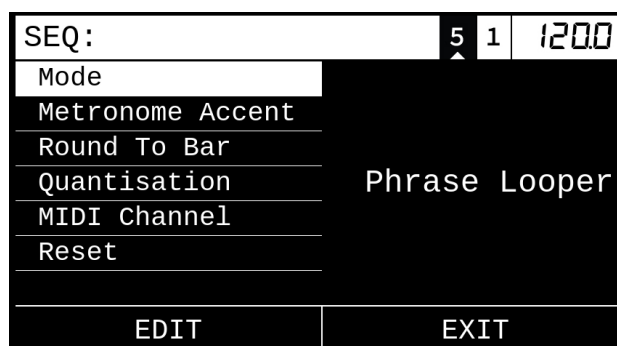 SEQ: 5 1 120.0
Mode
Metronome Accent
Round To Bar
Quantisation
Phrase Looper
MIDI Channel
Reset
EDIT EXIT